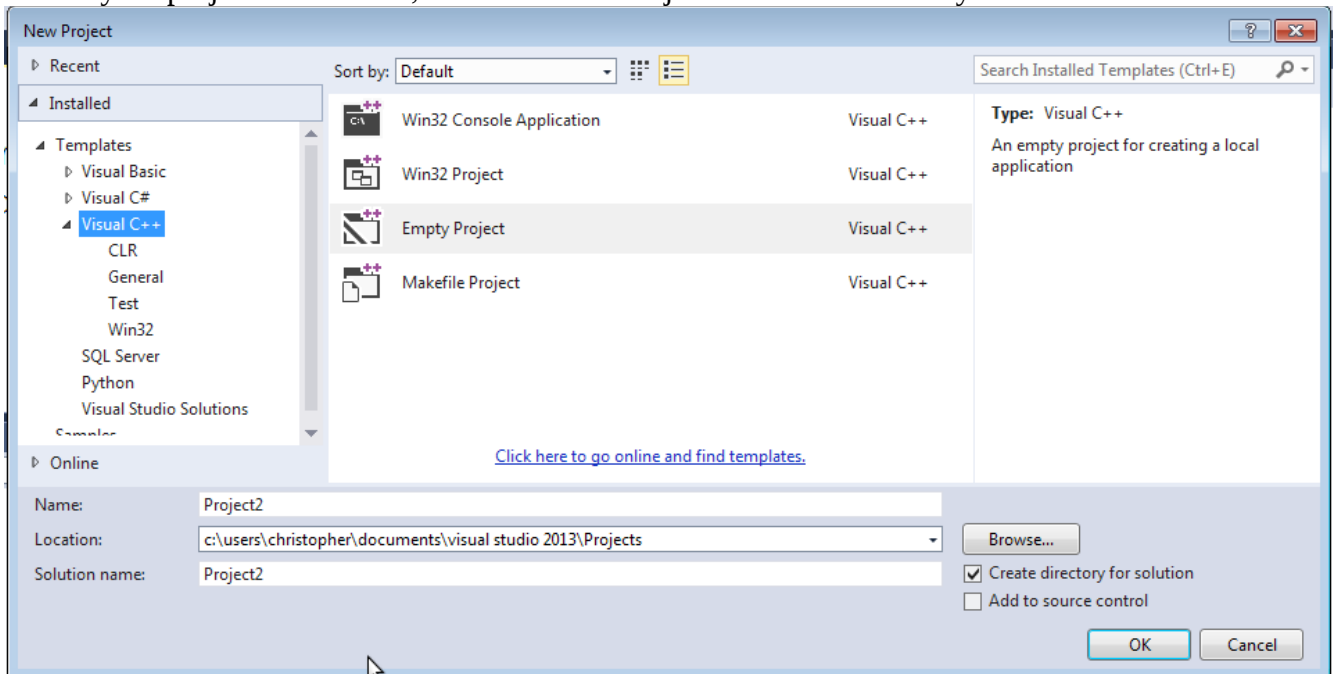 New Project
Recent
Installed
Templates
Visual Basic
Visual C#
Visual C++
CLR
General
Test
Win32
SQL Server
Python
Visual Studio Solutions
Samples
Online
Sort by: Default
Win32 Console Application Visual C++
Win32 Project Visual C++
Empty Project Visual C++
Makefile Project Visual C++
Click here to go online and find templates.
Search Installed Templates (Ctrl+E)
Type: Visual C++
An empty project for creating a local
application
Name: Project2
Location: c:\users\christopher\documents\visual studio 2013\Projects
Browse...
Solution name: Project2
Create directory for solution
Add to source control
OK Cancel